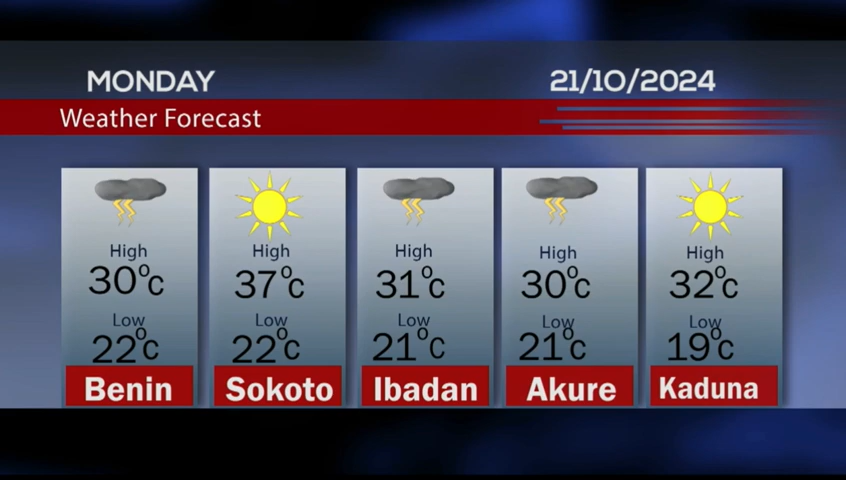 MONDAY
21/10/2024
Weather Forecast
High
30°C
Low
22°C
Benin
High
37°C
Low
22°C
Sokoto
High
31°C
Low
21°C
Ibadan
High
30°C
Low
21°C
Akure
High
32°C
Low
19°C
Kaduna